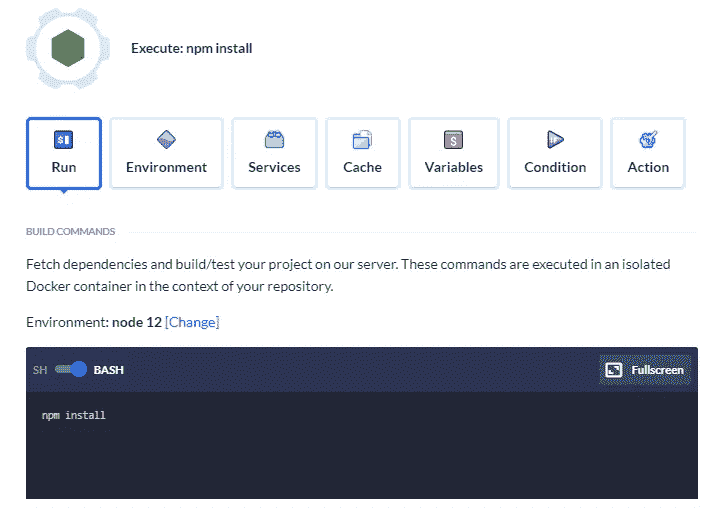 Execute: npm install
Run Environment Services Cache Variables Condition Action
BUILD COMMANDS
Fetch dependencies and build/test your project on our server. These commands are executed in an isolated
Docker container in the context of your repository.
Environment: node 12 [Change]
SH BASH Fullscreen
npm install